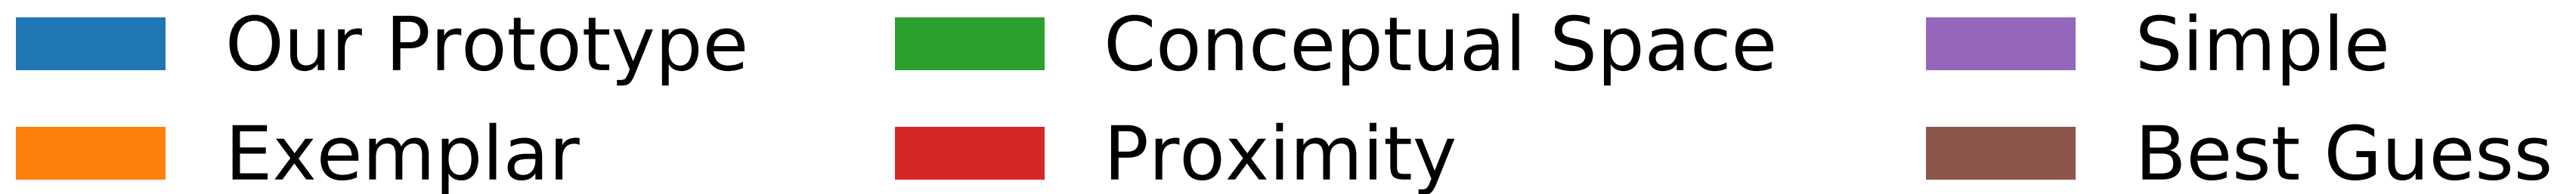 Our Prototype Conceptual Space Simple
Exemplar Proximity Best Guess